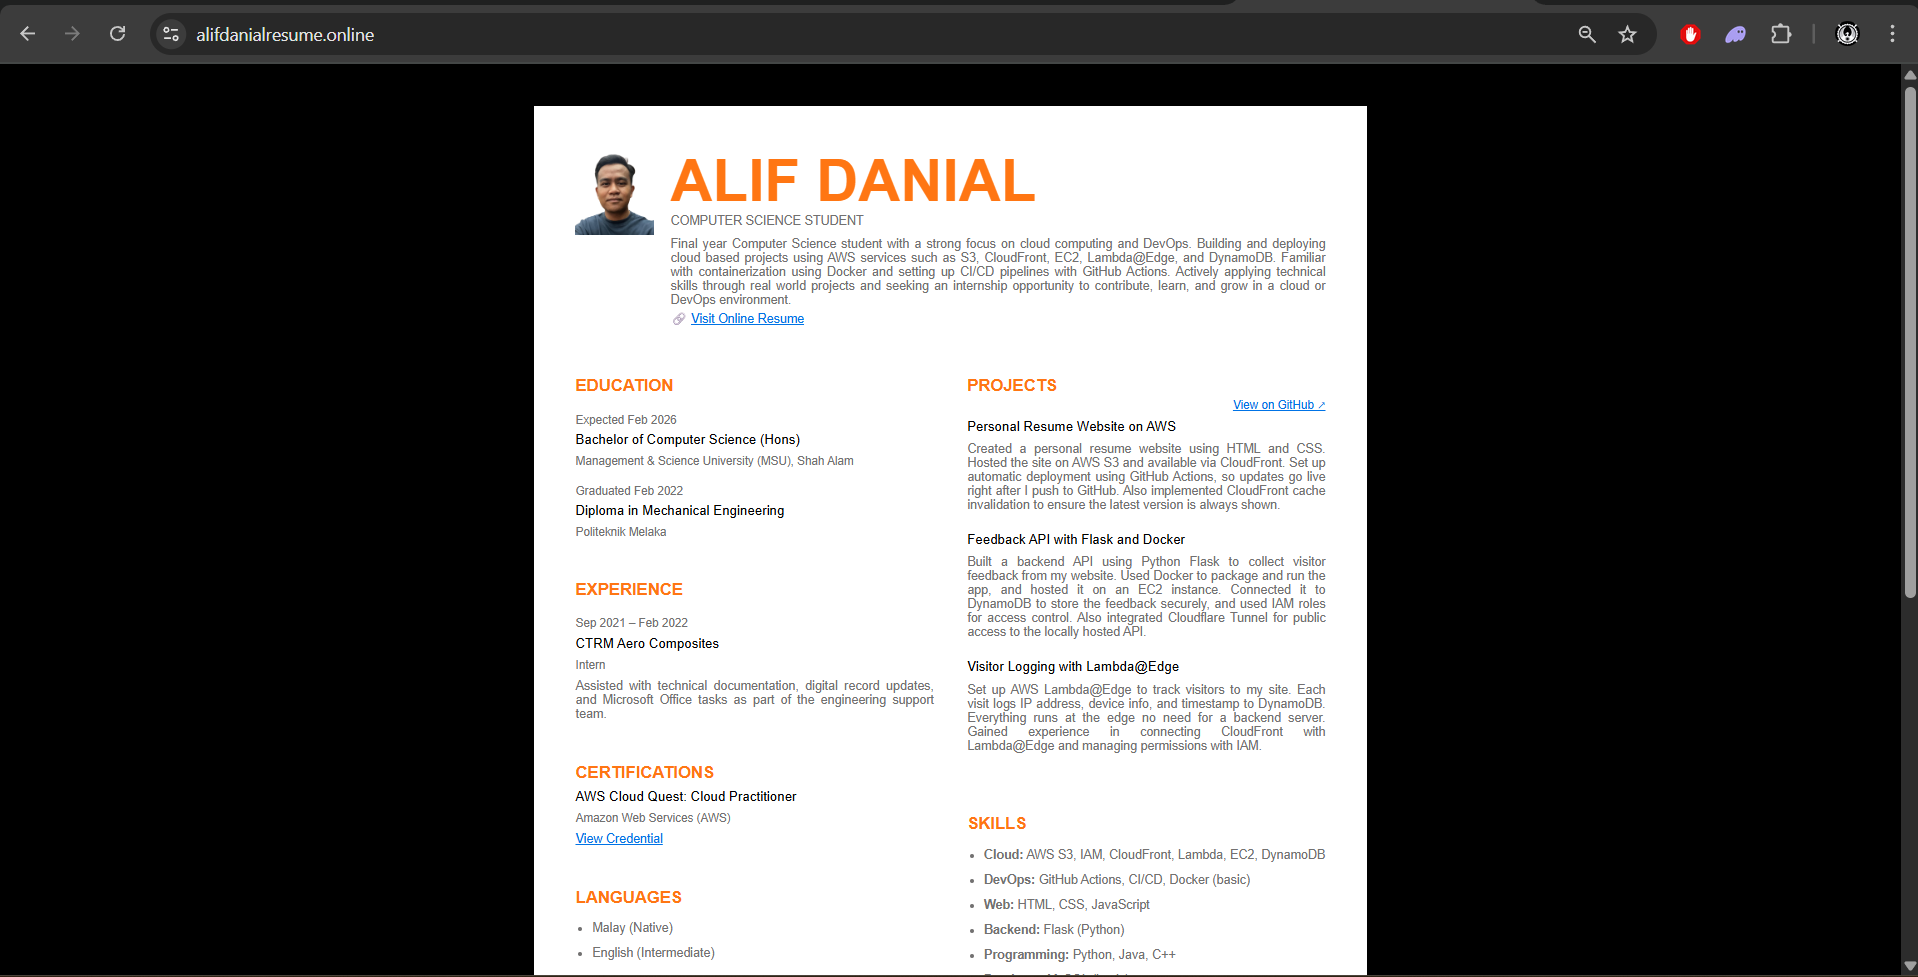 alifdanialresume.online
ALIF DANIAL
COMPUTER SCIENCE STUDENT
Final year Computer Science student with a strong focus on cloud computing and DevOps. Building and deploying
cloud based projects using AWS services such as S3, CloudFront, EC2, Lambda@Edge, and DynamoDB. Familiar
with containerization using Docker and setting up CI/CD pipelines with GitHub Actions. Actively applying technical
skills through real world projects and seeking an internship opportunity to contribute, learn, and grow in a cloud or
DevOps environment.
Visit Online Resume
EDUCATION
Expected Feb 2026
Bachelor of Computer Science (Hons)
Management & Science University (MSU), Shah Alam
Graduated Feb 2022
Diploma in Mechanical Engineering
Politeknik Melaka
EXPERIENCE
Sep 2021 – Feb 2022
CTRM Aero Composites
Intern
Assisted with technical documentation, digital record updates,
and Microsoft Office tasks as part of the engineering support
team.
CERTIFICATIONS
AWS Cloud Quest: Cloud Practitioner
Amazon Web Services (AWS)
View Credential
LANGUAGES
• Malay (Native)
• English (Intermediate)
PROJECTS
View on GitHub ↗
Personal Resume Website on AWS
Created a personal resume website using HTML and CSS.
Hosted the site on AWS S3 and available via CloudFront. Set up
automatic deployment using GitHub Actions, so updates go live
right after I push to GitHub. Also implemented CloudFront cache
invalidation to ensure the latest version is always shown.
Feedback API with Flask and Docker
Built a backend API using Python Flask to collect visitor
feedback from my website. Used Docker to package and run the
app, and hosted it on an EC2 instance. Connected it to
DynamoDB to store the feedback securely, and used IAM roles
for access control. Also integrated Cloudflare Tunnel for public
access to the locally hosted API.
Visitor Logging with Lambda@Edge
Set up AWS Lambda@Edge to track visitors to my site. Each
visit logs IP address, device info, and timestamp to DynamoDB.
Everything runs at the edge no need for a backend server.
Gained experience in connecting CloudFront with
Lambda@Edge and managing permissions with IAM.
SKILLS
• Cloud: AWS S3, IAM, CloudFront, Lambda, EC2, DynamoDB
• DevOps: GitHub Actions, CI/CD, Docker (basic)
• Web: HTML, CSS, JavaScript
• Backend: Flask (Python)
• Programming: Python, Java, C++